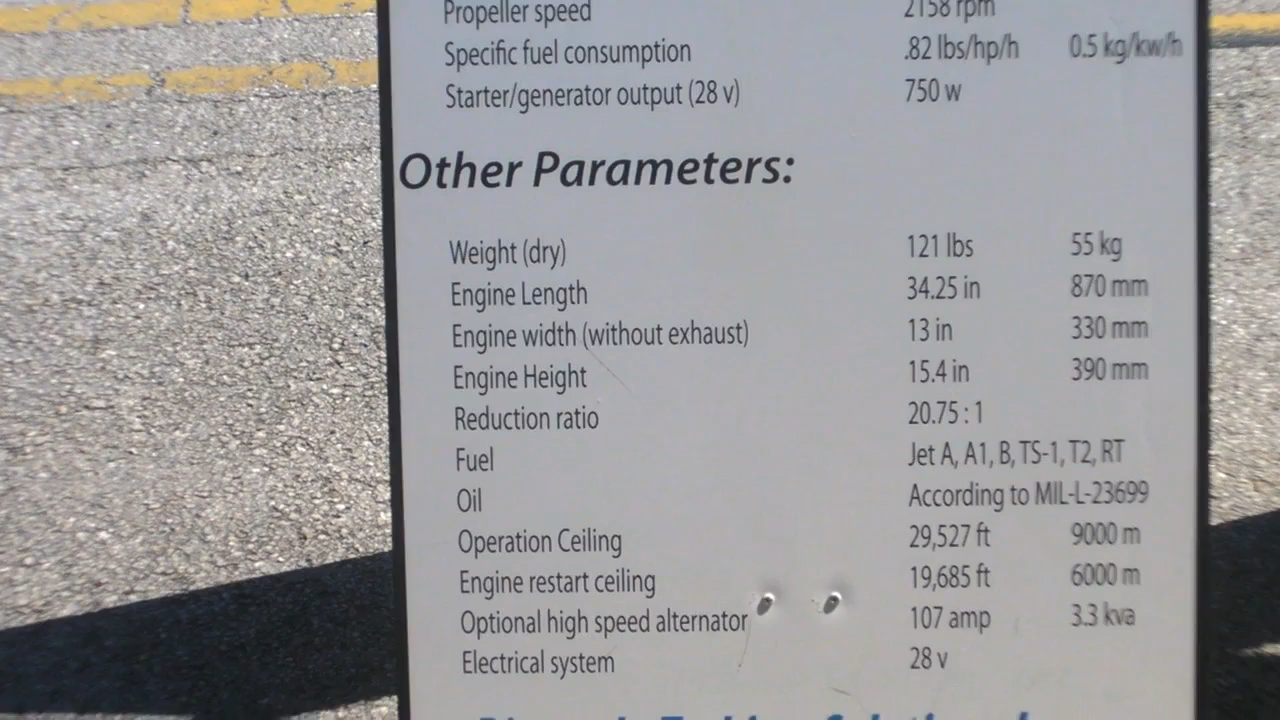 Propeller speed 2158 rpm
Specific fuel consumption .82 lbs/hp/h 0.5 kg/kw/h
Starter/generator output (28 v) 750 w
Other Parameters:
Weight (dry) 121 lbs 55 kg
Engine Length 34.25 in 870 mm
Engine width (without exhaust) 13 in 330 mm
Engine Height 15.4 in 390 mm
Reduction ratio 20.75 : 1
Fuel Jet A, A1, B, TS-1, T2, RT
Oil According to MIL-L-23699
Operation Ceiling 29,527 ft 9000 m
Engine restart ceiling 19,685 ft 6000 m
Optional high speed alternator 107 amp 3.3 kva
Electrical system 28 v